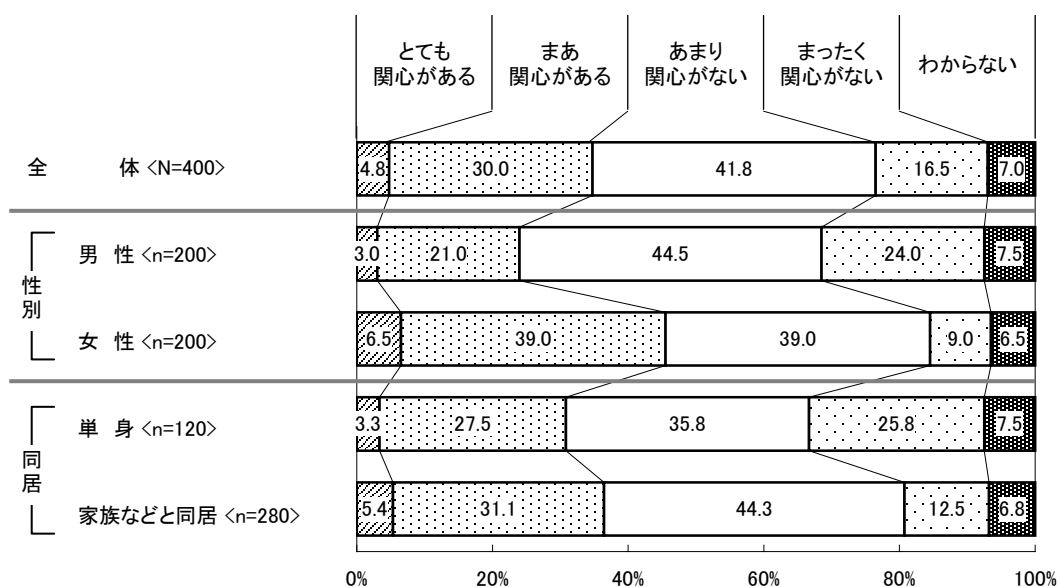 とても
関心がある
まあ
関心がある
あまり
関心がない
まったく
関心がない
わからない
全 体 <N=400>
4.8 30.0 41.8 16.5 7.0
性別
男 性 <n=200>
3.0 21.0 44.5 24.0 7.5
女 性 <n=200>
6.5 39.0 39.0 9.0 6.5
同居
単 身 <n=120>
3.3 27.5 35.8 25.8 7.5
家族などと同居 <n=280>
5.4 31.1 44.3 12.5 6.8
0% 20% 40% 60% 80% 100%